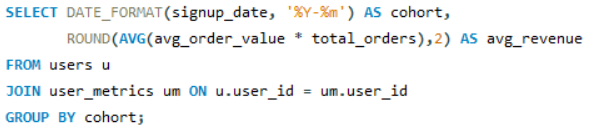 SELECT DATE_FORMAT(signup_date, '%Y-%m') AS cohort,
ROUND(AVG(avg_order_value * total_orders),2) AS avg_revenue
FROM users u
JOIN user_metrics um ON u.user_id = um.user_id
GROUP BY cohort;